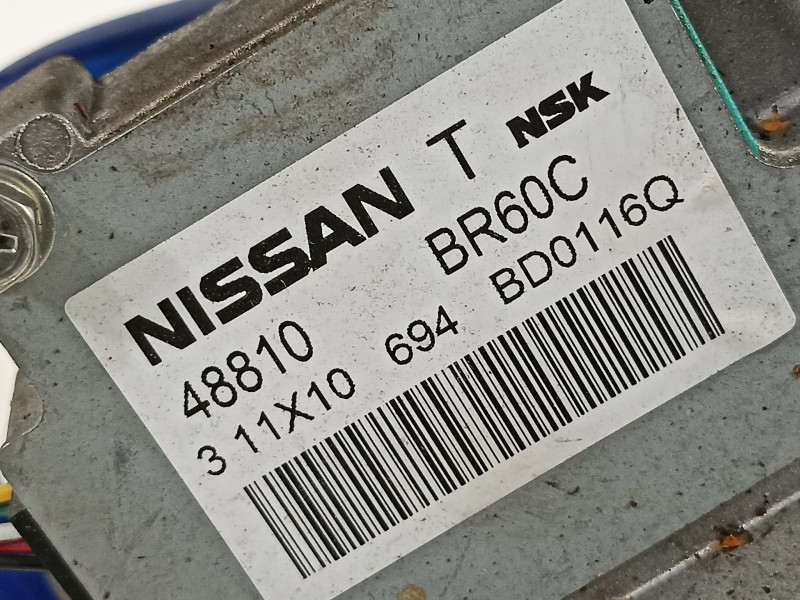 NISSAN T NSK
48810 BR60C
3 11X10 694 BD0116Q